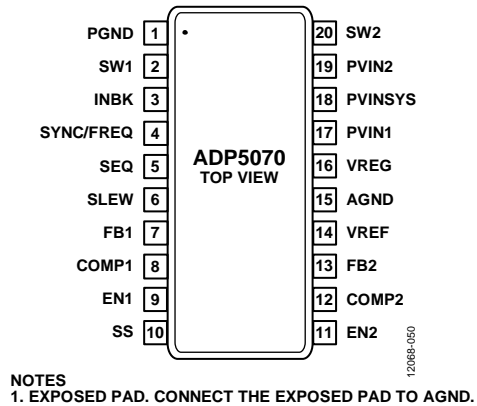 PGND 1
SW1 2
INBK 3
SYNC/FREQ 4
SEQ 5
SLEW 6
FB1 7
COMP1 8
EN1 9
SS 10
ADP5070
TOP VIEW
20 SW2
19 PVIN2
18 PVINSYS
17 PVIN1
16 VREG
15 AGND
14 VREF
13 FB2
12 COMP2
11 EN2
12068-050
NOTES
1. EXPOSED PAD. CONNECT THE EXPOSED PAD TO AGND.